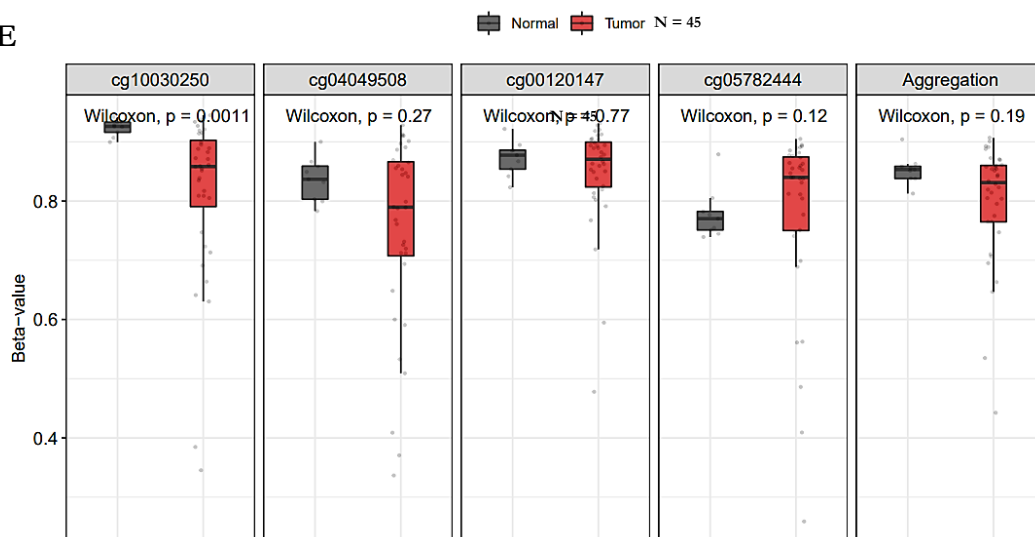 E
Normal Tumor N = 45
cg10030250 cg04049508 cg00120147 cg05782444 Aggregation
Wilcoxon, p = 0.0011 Wilcoxon, p = 0.27 Wilcoxon, p = 0.77 N = 45 Wilcoxon, p = 0.12 Wilcoxon, p = 0.19
0.8
0.6
0.4
Beta−value